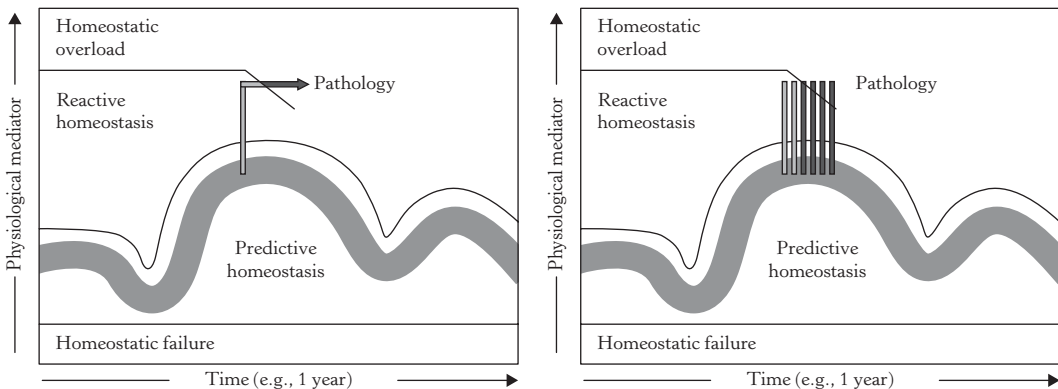 Physiological mediator
Homeostatic
overload
Pathology
Reactive
homeostasis
Predictive
homeostasis
Homeostatic failure
Time (e.g., 1 year)
Physiological mediator
Homeostatic
overload
Pathology
Reactive
homeostasis
Predictive
homeostasis
Homeostatic failure
Time (e.g., 1 year)